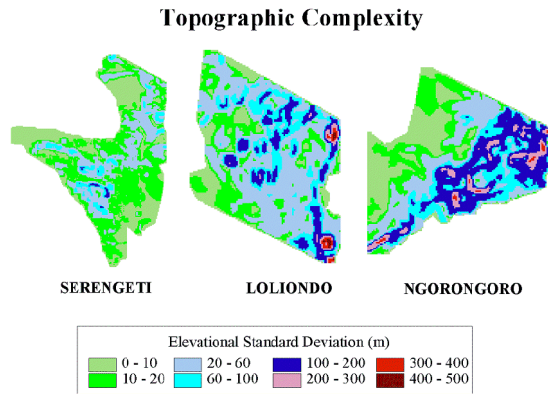 Topographic Complexity
SERENGETI LOLIONDO NGORONGORO
Elevational Standard Deviation (m)
0 - 10 20 - 60 100 - 200 300 - 400
10 - 20 60 - 100 200 - 300 400 - 500